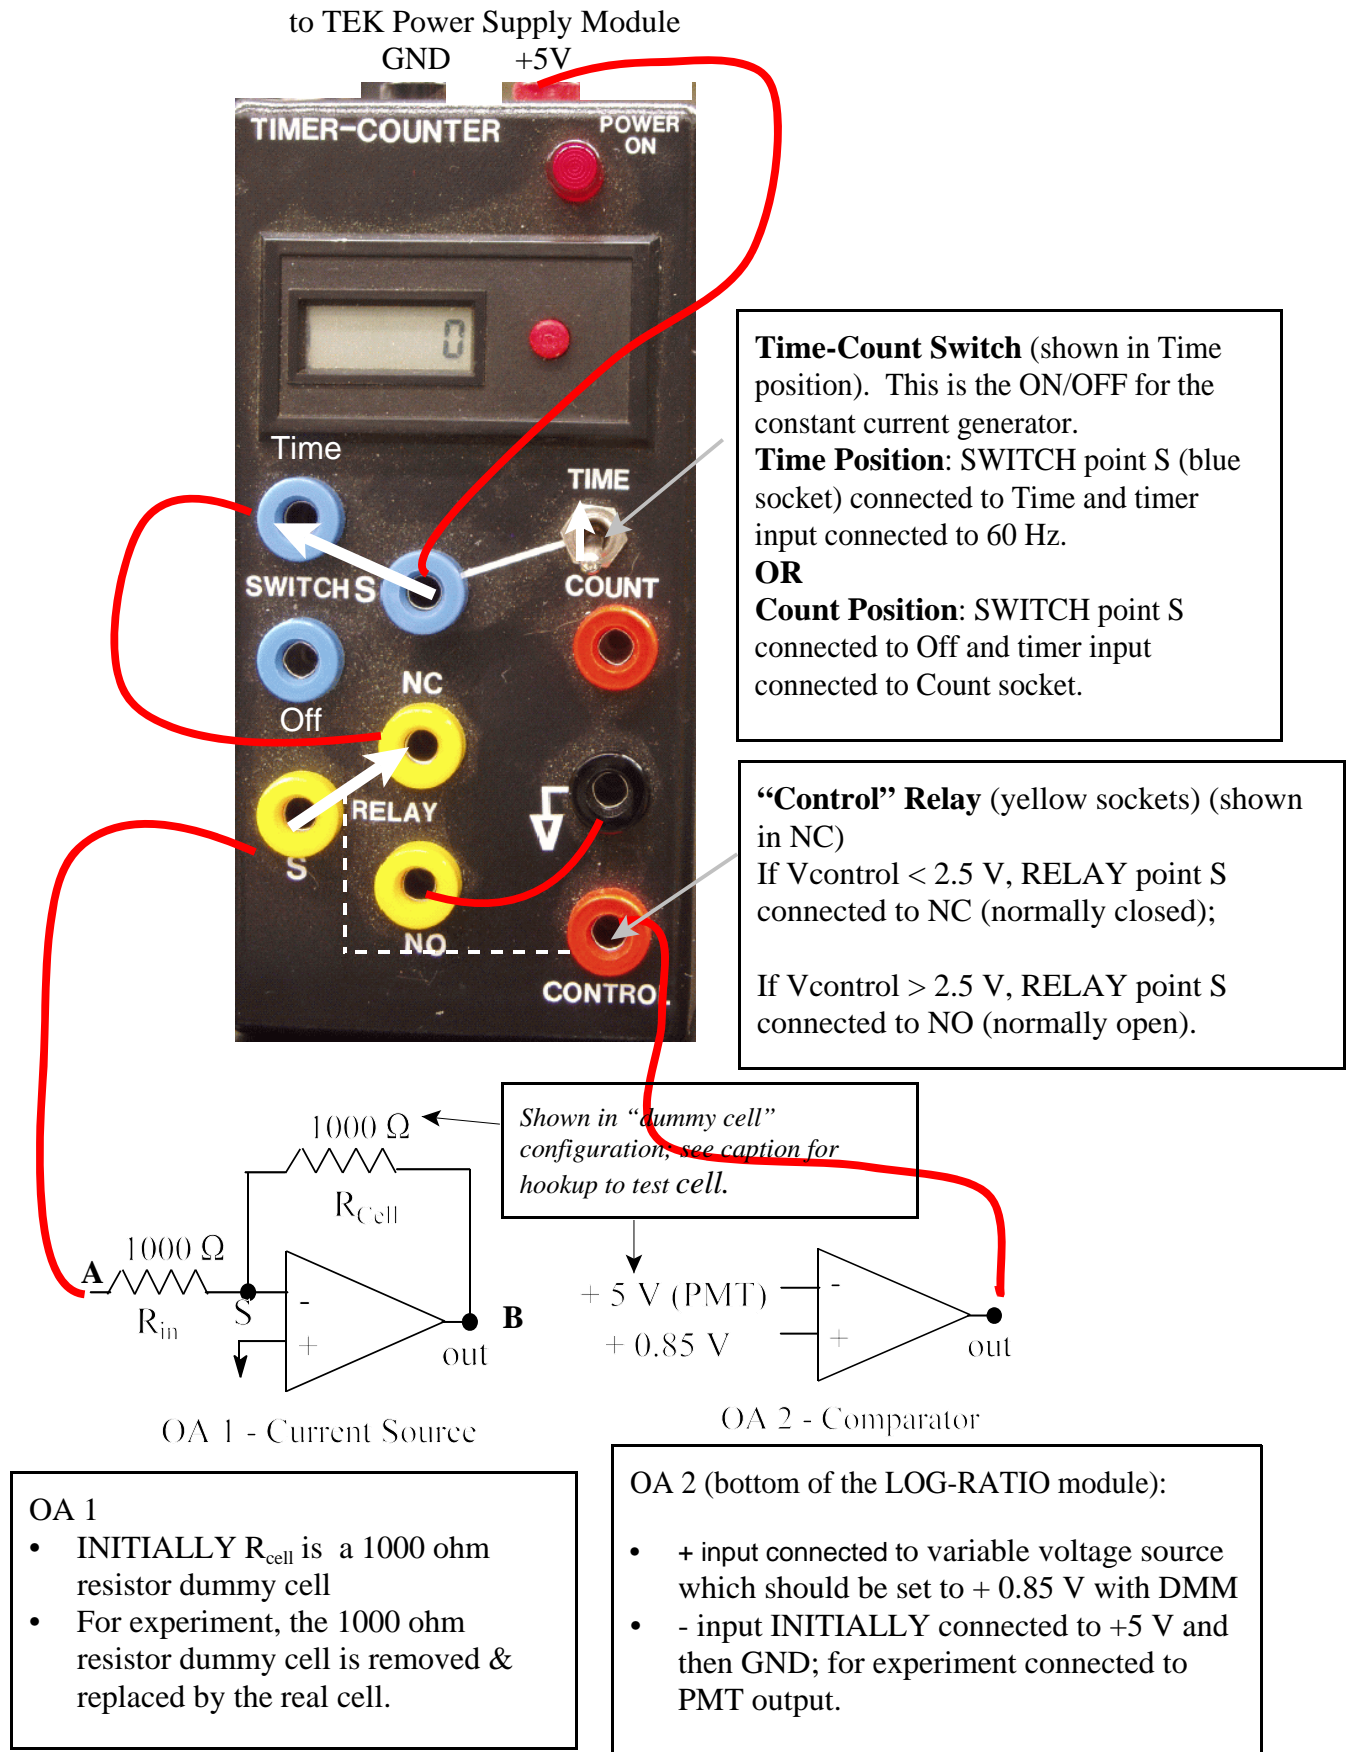 to TEK Power Supply Module
GND +5V
TIMER-COUNTER
POWER
ON
0
Time
TIME
SWITCH S
COUNT
NC
Off
RELAY
S
NO
CONTROL
Time-Count Switch (shown in Time
position). This is the ON/OFF for the
constant current generator.
Time Position: SWITCH point S (blue
socket) connected to Time and timer
input connected to 60 Hz.
OR
Count Position: SWITCH point S
connected to Off and timer input
connected to Count socket.
“Control” Relay (yellow sockets) (shown
in NC)
If Vcontrol < 2.5 V, RELAY point S
connected to NC (normally closed);
If Vcontrol > 2.5 V, RELAY point S
connected to NO (normally open).
Shown in “dummy cell”
configuration; see caption for
hookup to test cell.
1000 Ω
RCell
1000 Ω
A
Rin
S
-
+
B
out
OA 1 - Current Source
+ 5 V (PMT)
+ 0.85 V
-
+
out
OA 2 - Comparator
OA 1
• INITIALLY Rcell is a 1000 ohm
resistor dummy cell
• For experiment, the 1000 ohm
resistor dummy cell is removed &
replaced by the real cell.
OA 2 (bottom of the LOG-RATIO module):
• + input connected to variable voltage source
which should be set to + 0.85 V with DMM
• - input INITIALLY connected to +5 V and
then GND; for experiment connected to
PMT output.